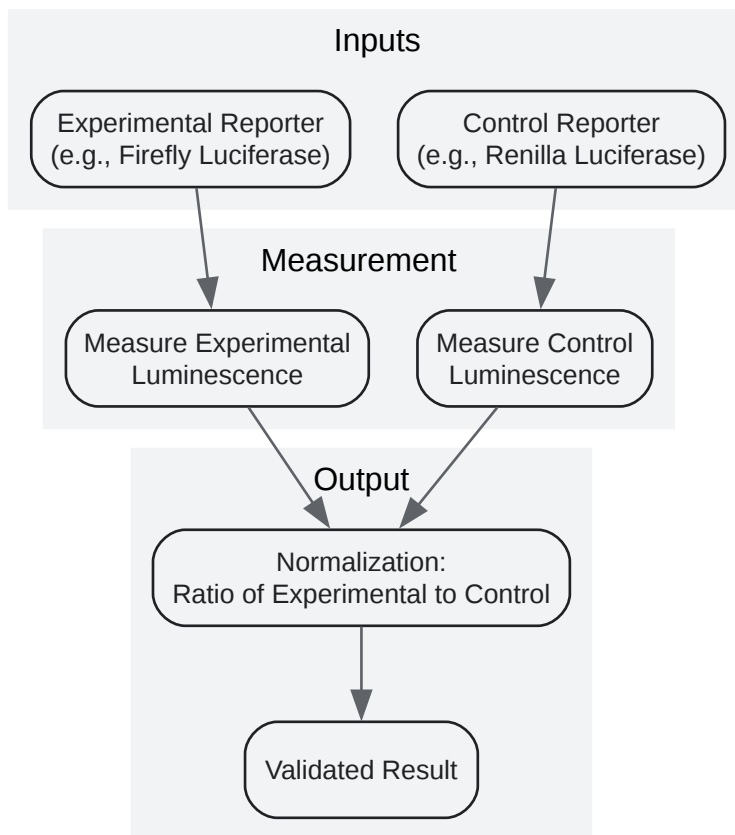 Inputs
Experimental Reporter
(e.g., Firefly Luciferase)
Control Reporter
(e.g., Renilla Luciferase)
Measurement
Measure Experimental
Luminescence
Measure Control
Luminescence
Output
Normalization:
Ratio of Experimental to Control
Validated Result